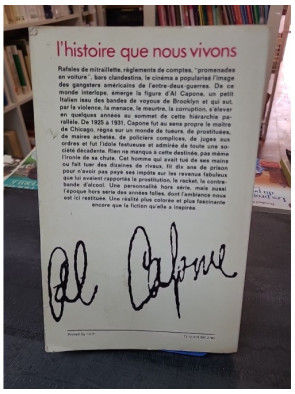 l'histoire que nous vivons
Rafales de mitraillette, règlements de comptes, "promenades
en voiture", bars clandestins, le cinéma a popularisé l'image
des gangsters américains de l'entre-deux-guerres. De ce
monde interlope, émerge la figure d'Al Capone, un petit
Italien issu des bandes de voyous de Brooklyn et qui sut,
par la violence, la menace, le meurtre, la corruption, s'élever
en quelques années au sommet de cette hiérarchie pa-
rallèle. De 1925 à 1931, Capone fut au sens propre le maître
de Chicago, régna sur un monde de tueurs, de prostituées,
de maires achetés, de policiers complices, de juges aux
ordres et fut l'idole fastueuse et admirée de toute une so-
ciété décadente. Rien ne manqua à cette destinée, pas même
l'ironie de sa chute. Cet homme qui avait tué de ses mains
ou fait tuer des dizaines de rivaux, fit dix ans de prison
pour n'avoir pas payé ses impôts sur les revenus fabuleux
que lui avaient rapportés la prostitution, le racket, la contre-
bande d'alcool. Une personnalité hors série, mais aussi
l'époque hors série des années folles, dont l'ambiance nous
est ici restituée. Une réalité plus colorée et plus fascinante
encore que la fiction qu'elle a inspirée.
Al Capone